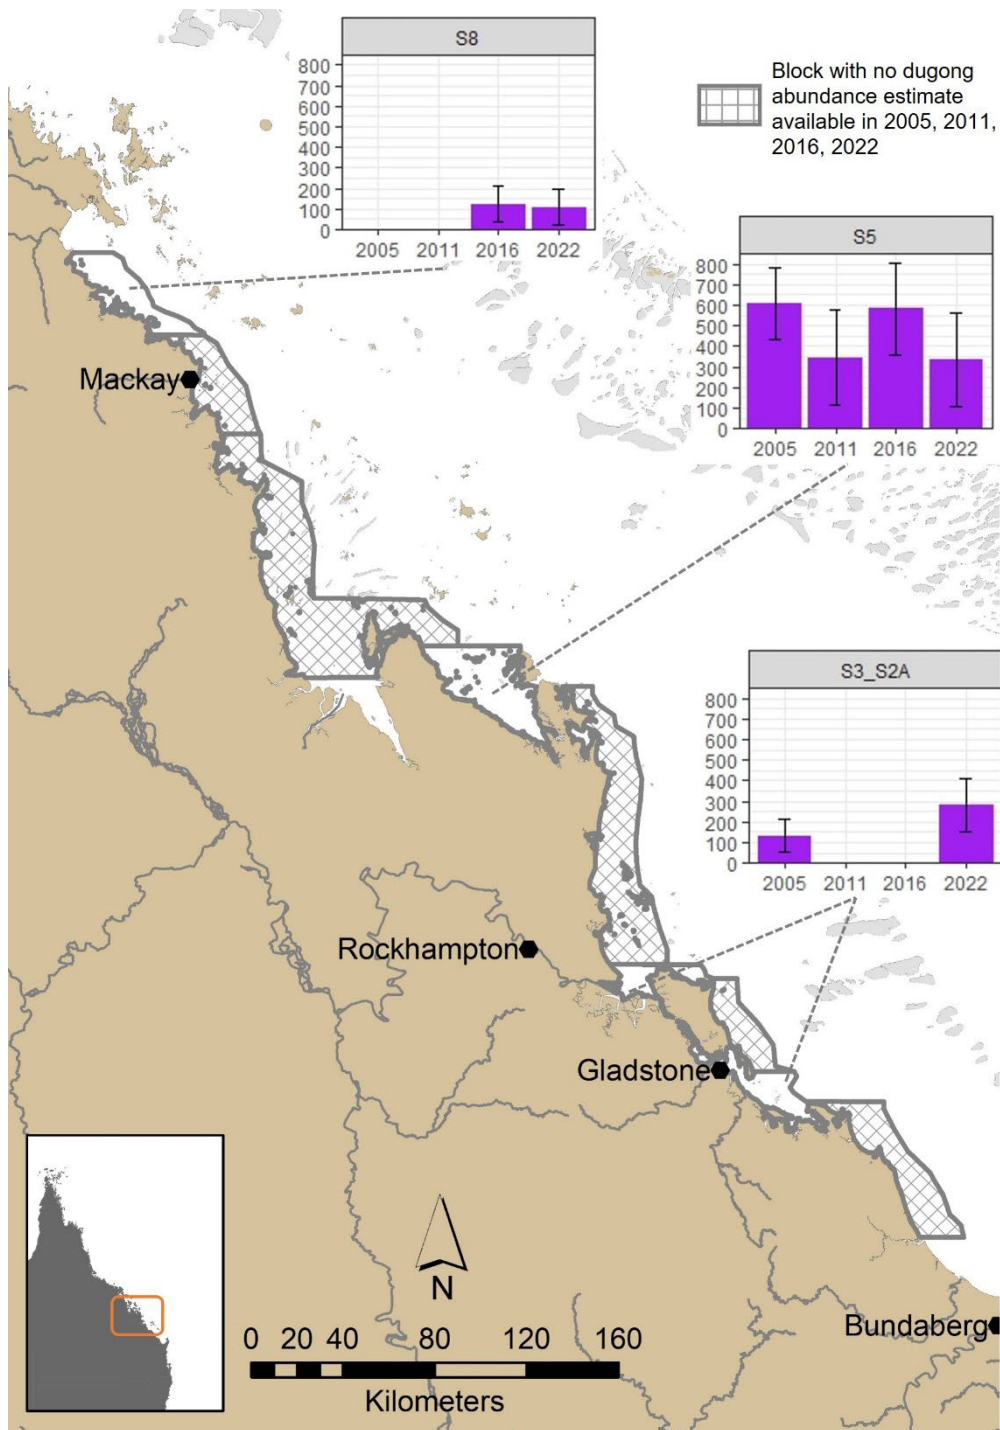 S8
800
700
600
500
400
300
200
100
0
2005 2011 2016 2022
Block with no dugong
abundance estimate
available in 2005, 2011,
2016, 2022
S5
800
700
600
500
400
300
200
100
0
2005 2011 2016 2022
Mackay
S3_S2A
800
700
600
500
400
300
200
100
0
2005 2011 2016 2022
Rockhampton
Gladstone
N
Bundaberg
0 20 40 80 120 160
Kilometers